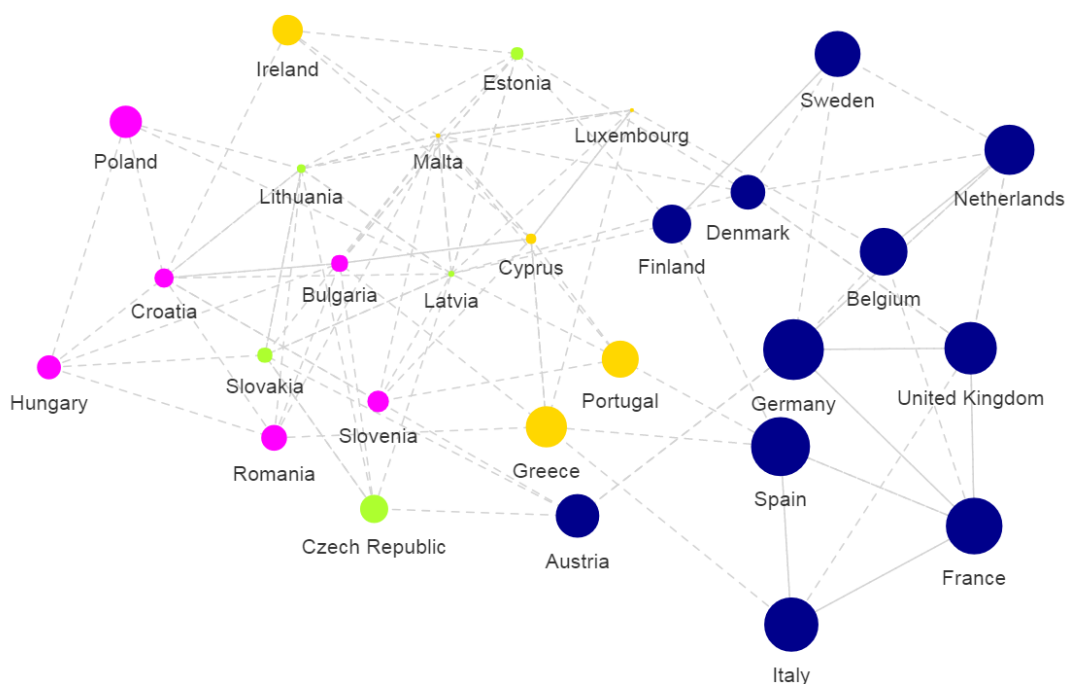 Ireland
Estonia
Sweden
Luxembourg
Poland
Malta
Lithuania
Netherlands
Denmark
Finland
Cyprus
Bulgaria
Latvia
Belgium
Croatia
Hungary
Slovakia
Portugal
Germany
United Kingdom
Slovenia
Romania
Greece
Spain
Czech Republic
Austria
France
Italy